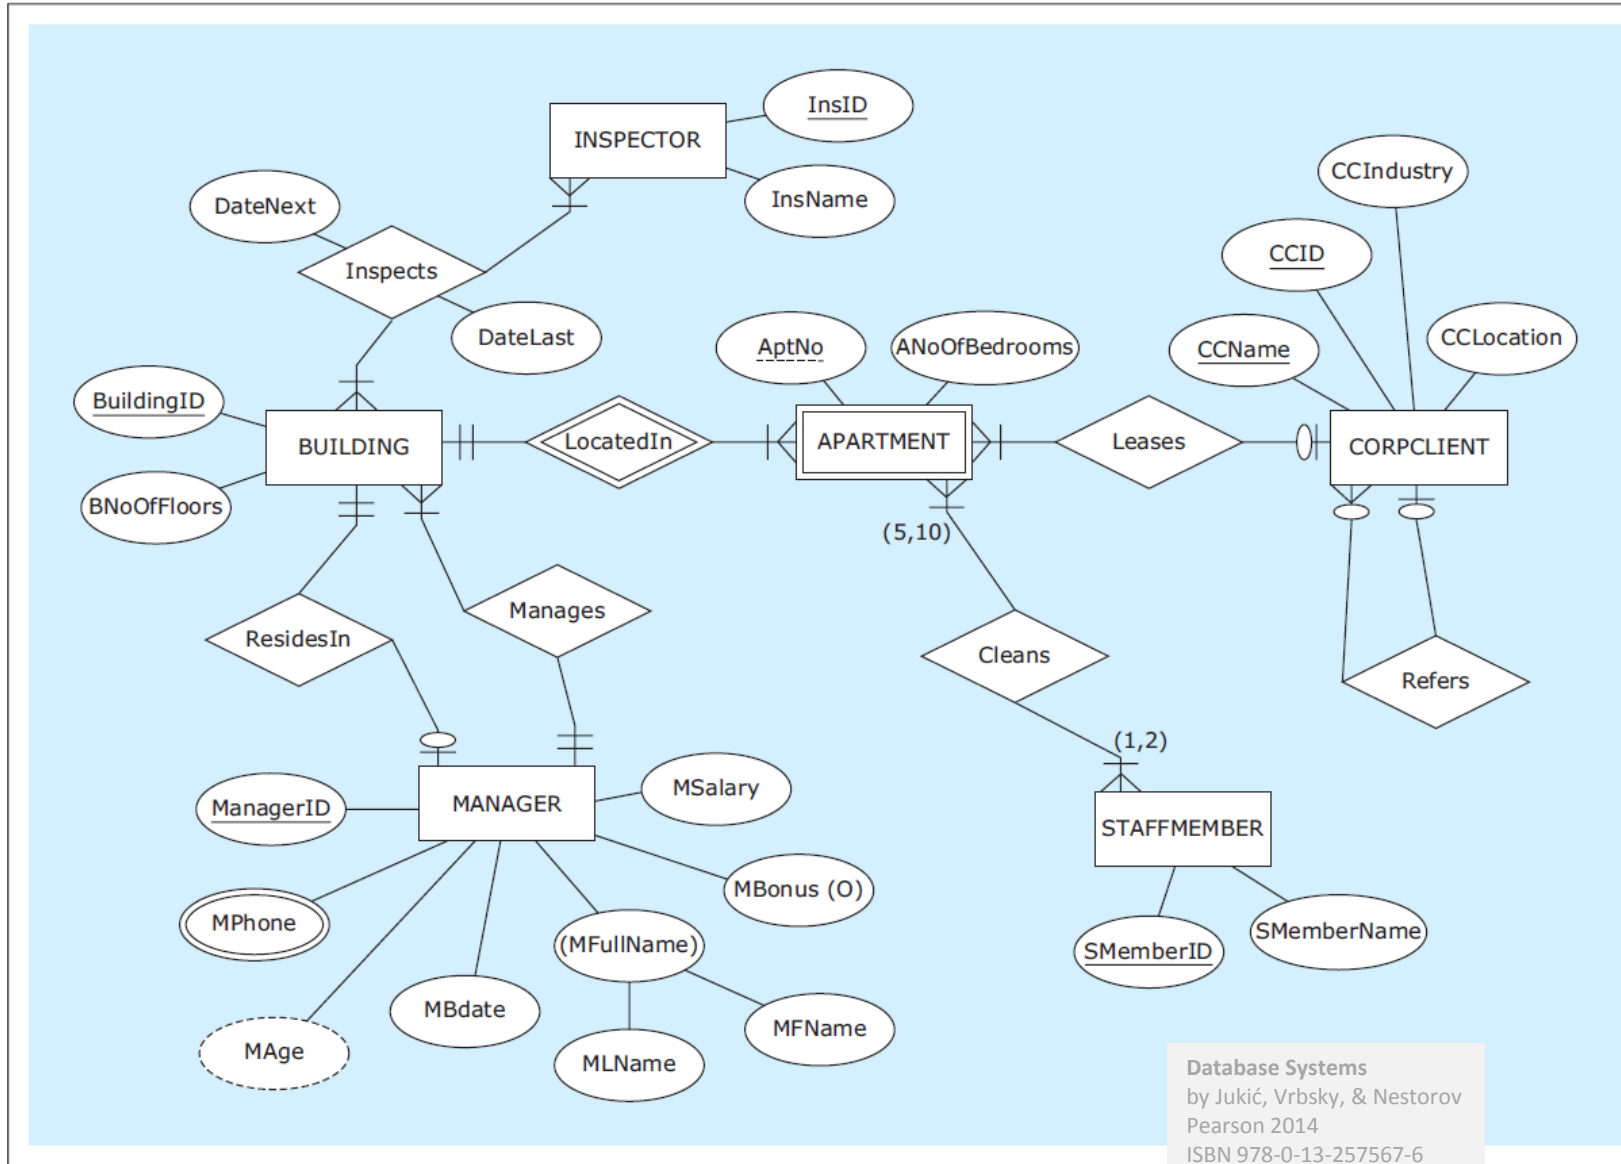 InsID
INSPECTOR
CCIndustry
InsName
DateNext
CCID
Inspects
DateLast
AptNo
ANoOfBedrooms
CCName
CCLocation
BuildingID
BUILDING
LocatedIn
APARTMENT
Leases
CORPCLIENT
BNoOfFloors
(5,10)
Manages
ResidesIn
Cleans
Refers
(1,2)
MSalary
ManagerID
MANAGER
STAFFMEMBER
MBonus (O)
MPhone
(MFullName)
SMemberName
SMemberID
MBdate
MFName
MAge
MLName
Database Systems
by Jukić, Vrbsky, & Nestorov
Pearson 2014
ISBN 978-0-13-257567-6